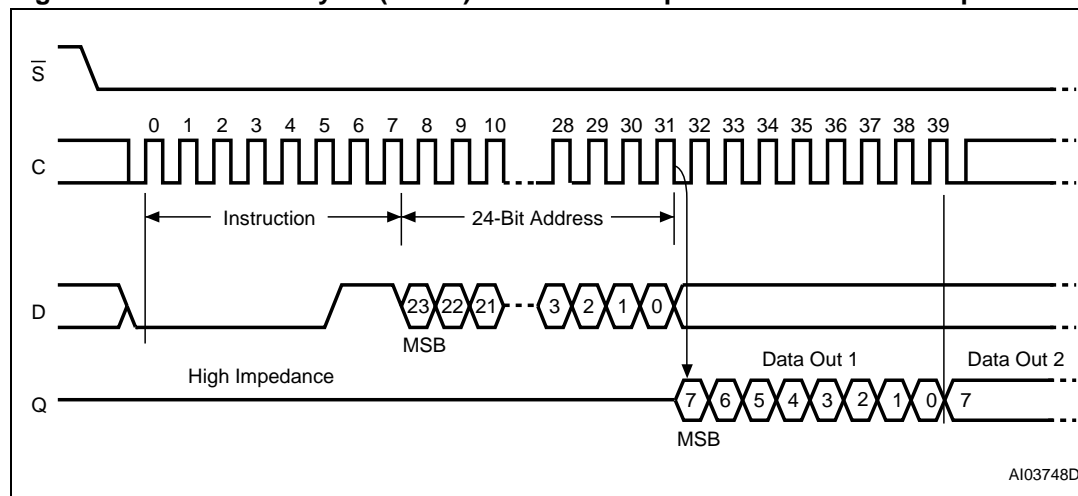 S
0 1 2 3 4 5 6 7 8 9 10 28 29 30 31 32 33 34 35 36 37 38 39
C
Instruction 24-Bit Address
D
23 22 21 3 2 1 0
MSB
High Impedance
Data Out 1 Data Out 2
Q
7 6 5 4 3 2 1 0 7
MSB
AI03748D